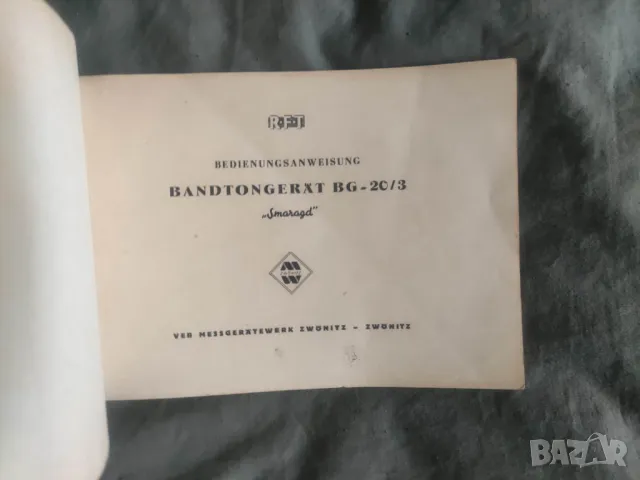 RFT
BEDIENUNGSANWEISUNG
BANDTONGERÄT BG-20/3
„Smaragd"
VEB MESSGERÄTEWERK ZWÖNITZ - ZWÖNITZ
BAZAR